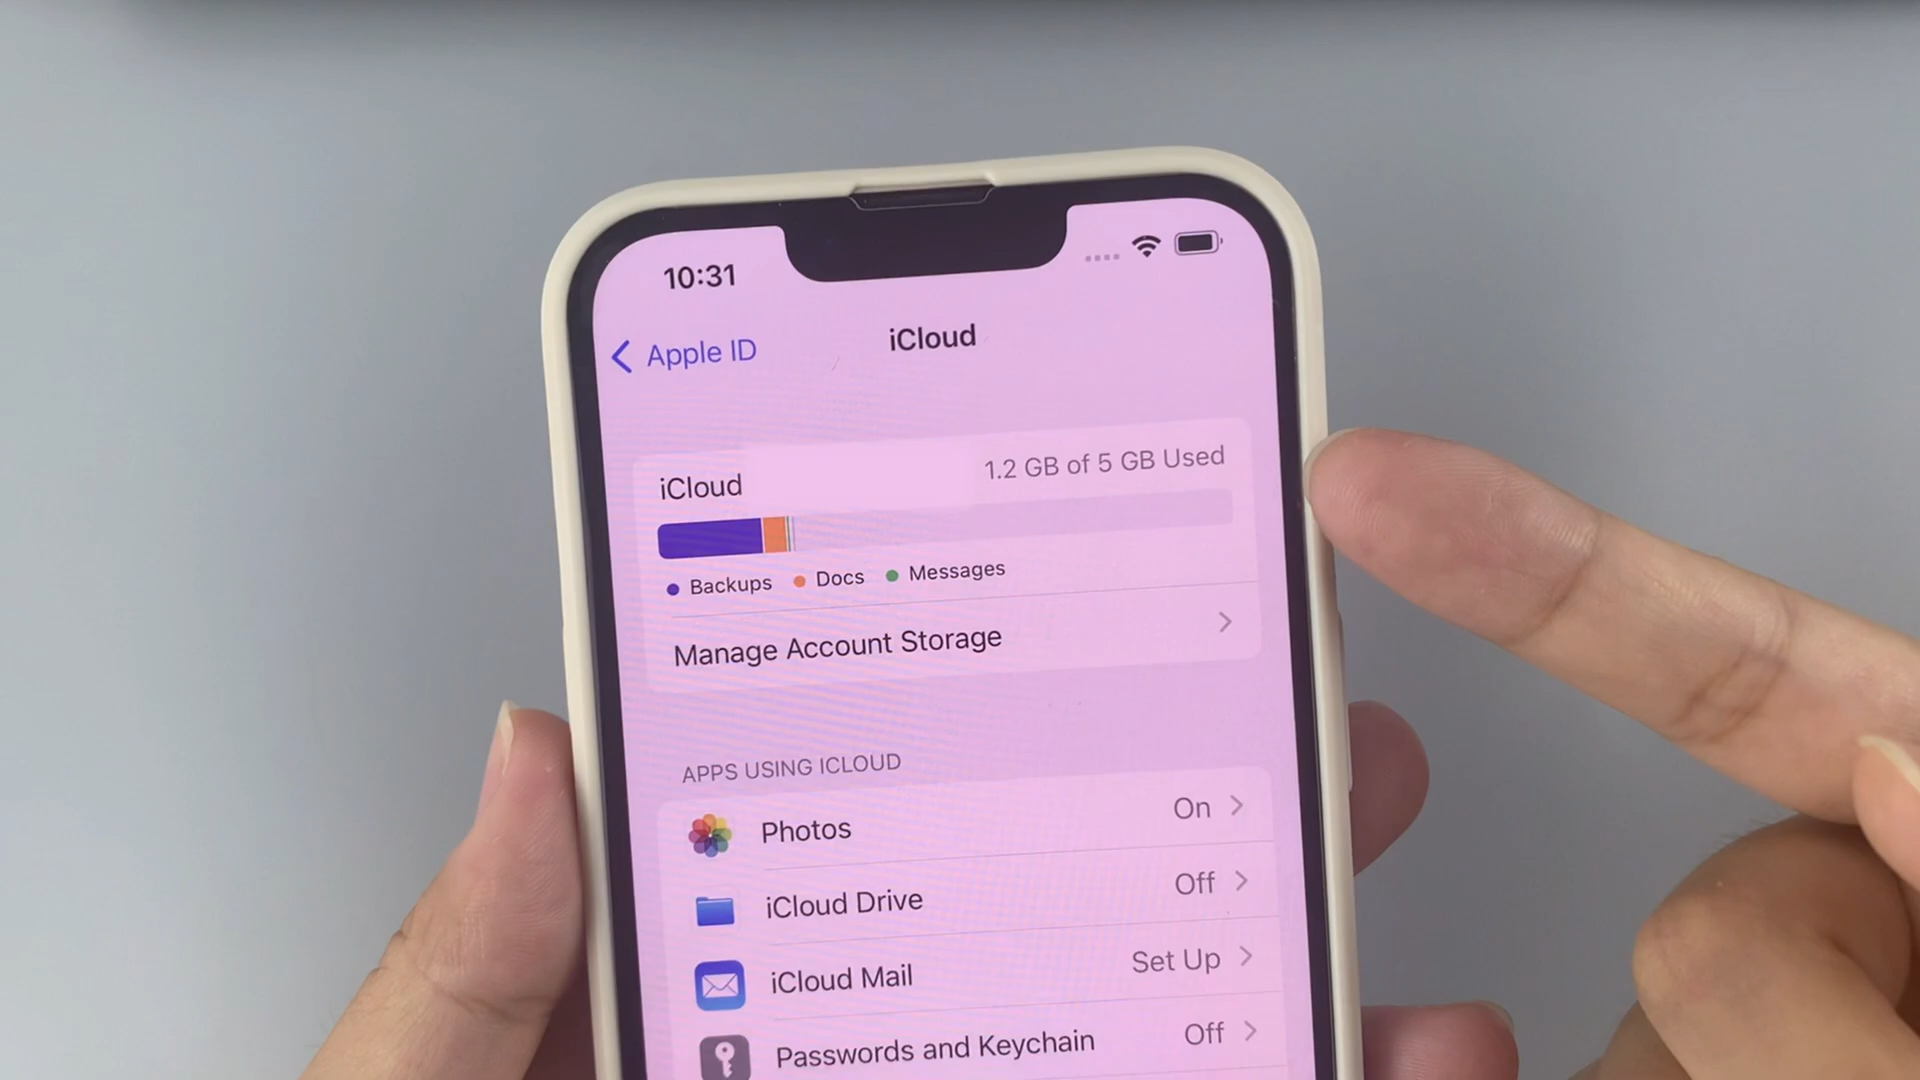 10:31
Apple ID
iCloud
iCloud
1.2 GB of 5 GB Used
Backups
Docs
Messages
Manage Account Storage
APPS USING ICLOUD
Photos
On
iCloud Drive
Off
iCloud Mail
Set Up
Passwords and Keychain
Off